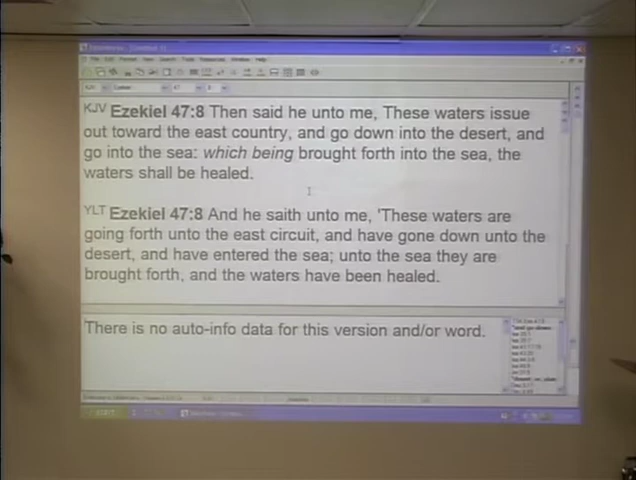 KJV Ezekiel 47:8 Then said he unto me, These waters issue
out toward the east country, and go down into the desert, and
go into the sea: which being brought forth into the sea, the
waters shall be healed.
YLT Ezekiel 47:8 And he saith unto me, 'These waters are
going forth unto the east circuit, and have gone down unto the
desert, and have entered the sea; unto the sea they are
brought forth, and the waters have been healed.
There is no auto-info data for this version and/or word.